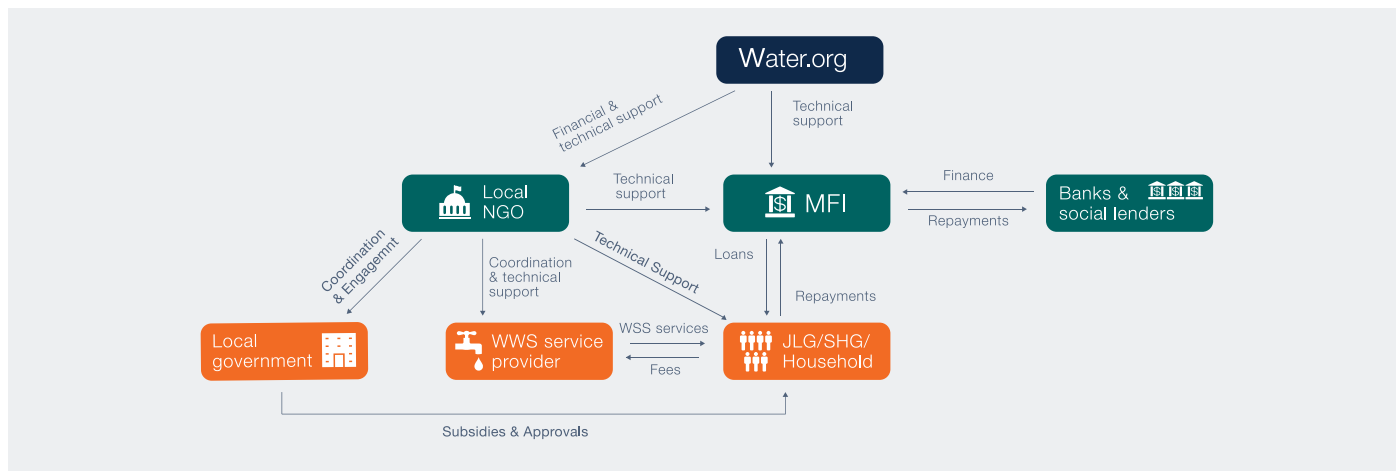 Water.org
Financial &
technical support
Technical
support
Local
NGO
Technical
support
MFI
Finance
Repayments
Banks &
social lenders
Coordination
& Engagemnt
Coordination
& technical
support
Technical Support
Loans
Repayments
Local
government
WWS service
provider
WSS services
Fees
JLG/SHG/
Household
Subsidies & Approvals